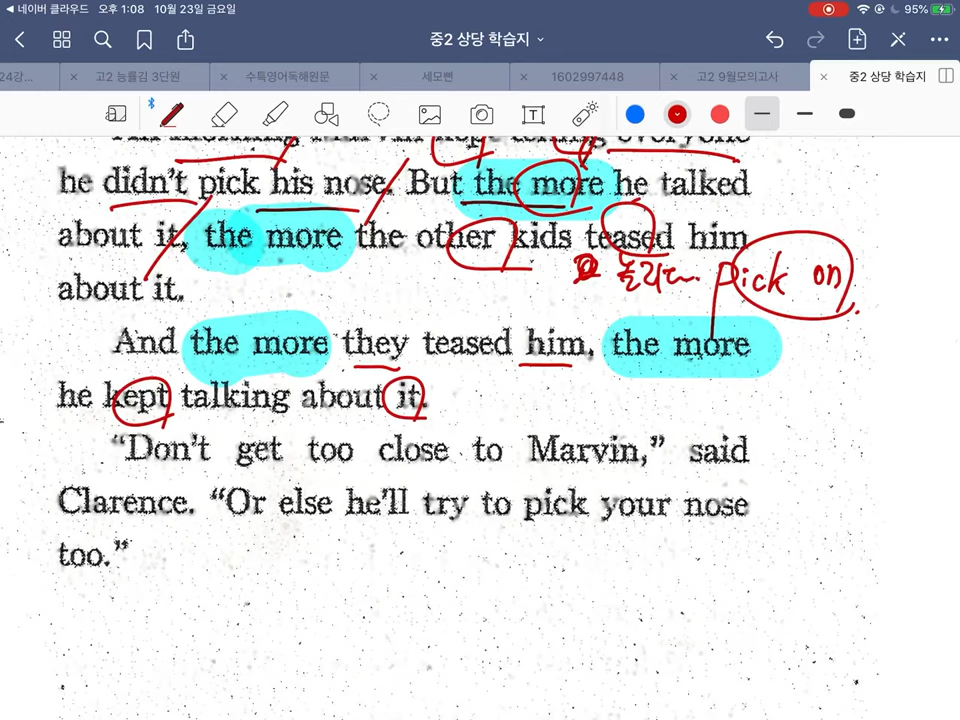 네이버 클라우드 오후 1:08 10월 23일 금요일 95%
중2 상당 학습지
24강... 고2 능률김 3단원 수특영어독해원문 세모뻔 1602997448 고2 9월모의고사 중2 상당 학습지
everyone
he didn't pick his nose. But the more he talked
about it, the more the other kids teased him
pick on
about it.
And the more they teased him, the more
he kept talking about it.
“Don't get too close to Marvin,” said
Clarence. “Or else he'll try to pick your nose
too.”